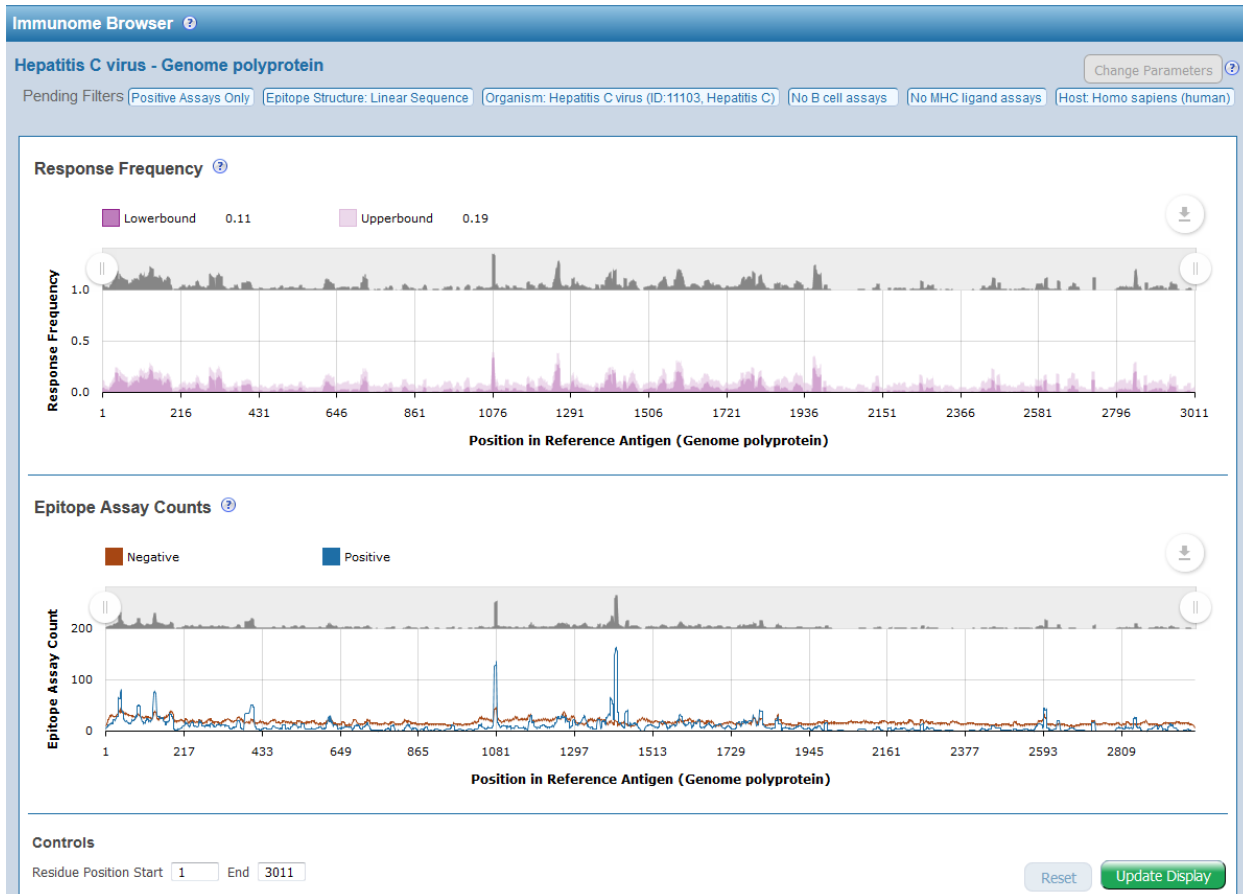 Immunome Browser ?
Hepatitis C virus - Genome polyprotein
Change Parameters ?
Pending Filters Positive Assays Only Epitope Structure: Linear Sequence Organism: Hepatitis C virus (ID:11103, Hepatitis C) No B cell assays No MHC ligand assays Host: Homo sapiens (human)
Response Frequency ?
Lowerbound 0.11 Upperbound 0.19
Response Frequency
1.0
0.5
0.0
1 216 431 646 861 1076 1291 1506 1721 1936 2151 2366 2581 2796 3011
Position in Reference Antigen (Genome polyprotein)
Epitope Assay Counts ?
Negative Positive
Epitope Assay Count
200
100
0
1 217 433 649 865 1081 1297 1513 1729 1945 2161 2377 2593 2809
Position in Reference Antigen (Genome polyprotein)
Controls
Residue Position Start 1 End 3011
Reset Update Display